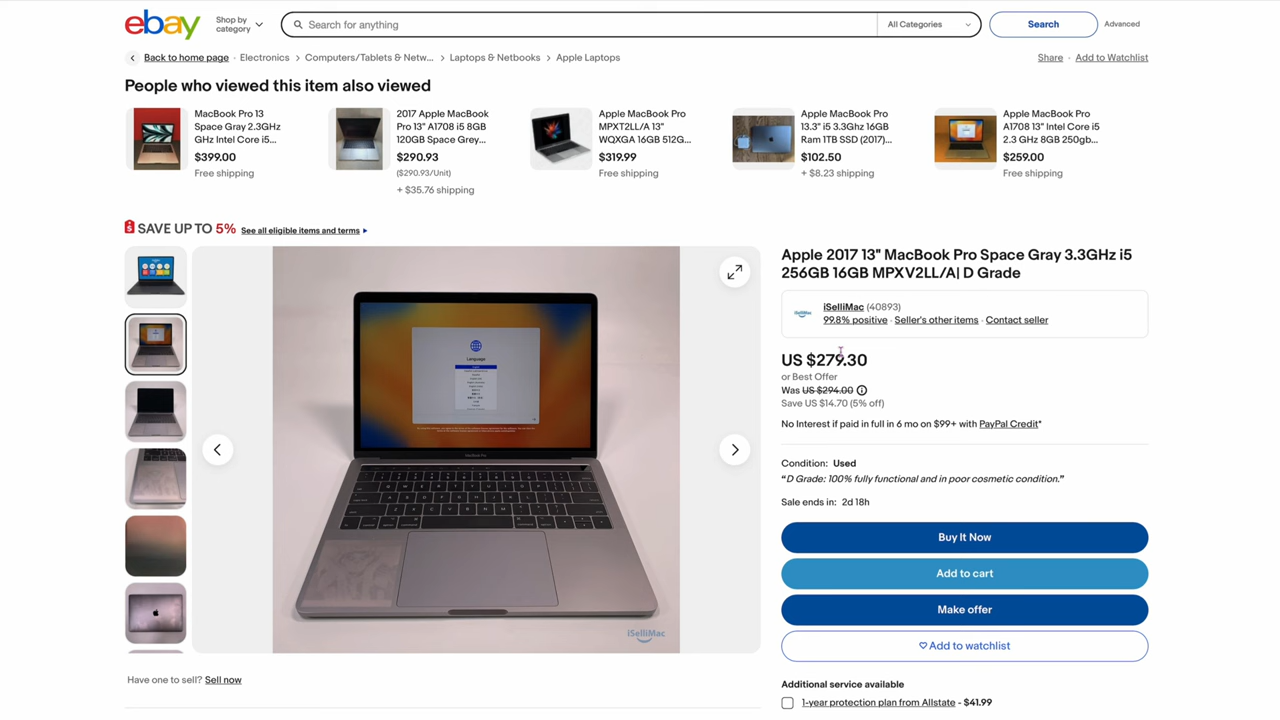 ebay
Shop by
category
Search for anything
All Categories
Search
Advanced
Back to home page
Electronics
Computers/Tablets & Netw...
Laptops & Netbooks
Apple Laptops
Share
Add to Watchlist
People who viewed this item also viewed
MacBook Pro 13
Space Gray 2.3GHz
GHz Intel Core i5...
$399.00
Free shipping
2017 Apple MacBook
Pro 13" A1708 i5 8GB
120GB Space Grey...
$290.93
($290.93/Unit)
+ $35.76 shipping
Apple MacBook Pro
MPXT2LL/A 13"
WQXGA 16GB 512G...
$319.99
Free shipping
Apple MacBook Pro
13.3" i5 3.3Ghz 16GB
Ram 1TB SSD (2017)...
$102.50
+ $8.23 shipping
Apple MacBook Pro
A1708 13" Intel Core i5
2.3 GHz 8GB 250gb...
$259.00
Free shipping
SAVE UP TO 5% See all eligible items and terms
Apple 2017 13" MacBook Pro Space Gray 3.3GHz i5
256GB 16GB MPXV2LL/A| D Grade
iSelliMac (40893)
99.8% positive · Seller's other items · Contact seller
US $279.30
or Best Offer
Was US $294.00
Save US $14.70 (5% off)
No Interest if paid in full in 6 mo on $99+ with PayPal Credit*
Condition: Used
"D Grade: 100% fully functional and in poor cosmetic condition."
Sale ends in: 2d 18h
Buy It Now
Add to cart
Make offer
Add to watchlist
Additional service available
1-year protection plan from Allstate - $41.99
Language
MacBook Pro
iSelliMac
Have one to sell? Sell now